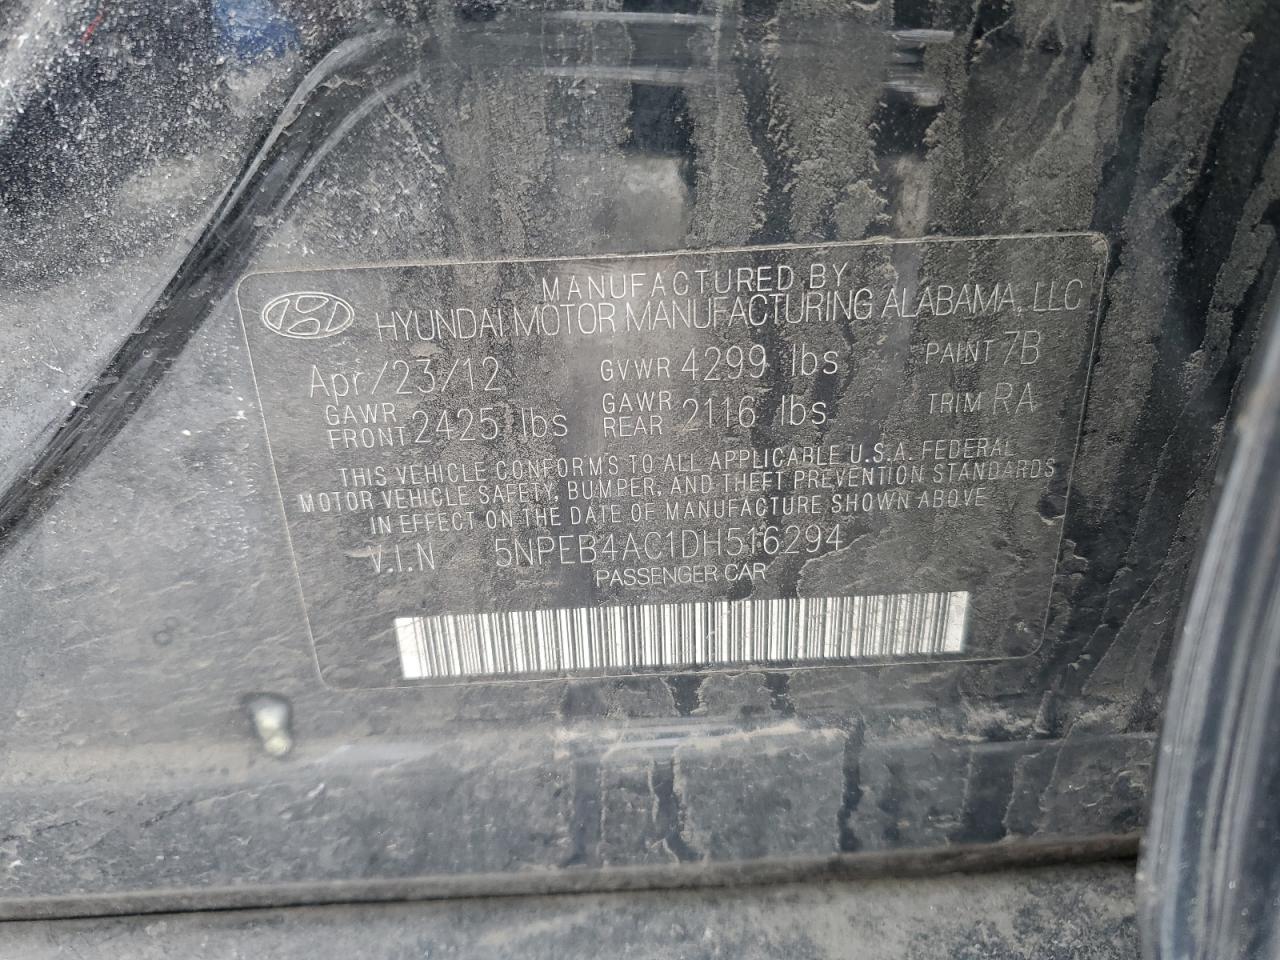 MANUFACTURED BY
HYUNDAI MOTOR MANUFACTURING ALABAMA, LLC
Apr/23/12 GVWR 4299 lbs PAINT 7B
GAWR FRONT 2425 lbs GAWR REAR 2116 lbs TRIM RA
THIS VEHICLE CONFORMS TO ALL APPLICABLE U.S.A. FEDERAL
MOTOR VEHICLE SAFETY, BUMPER, AND THEFT PREVENTION STANDARDS
IN EFFECT ON THE DATE OF MANUFACTURE SHOWN ABOVE
V.I.N 5NPEB4AC1DH516294
PASSENGER CAR